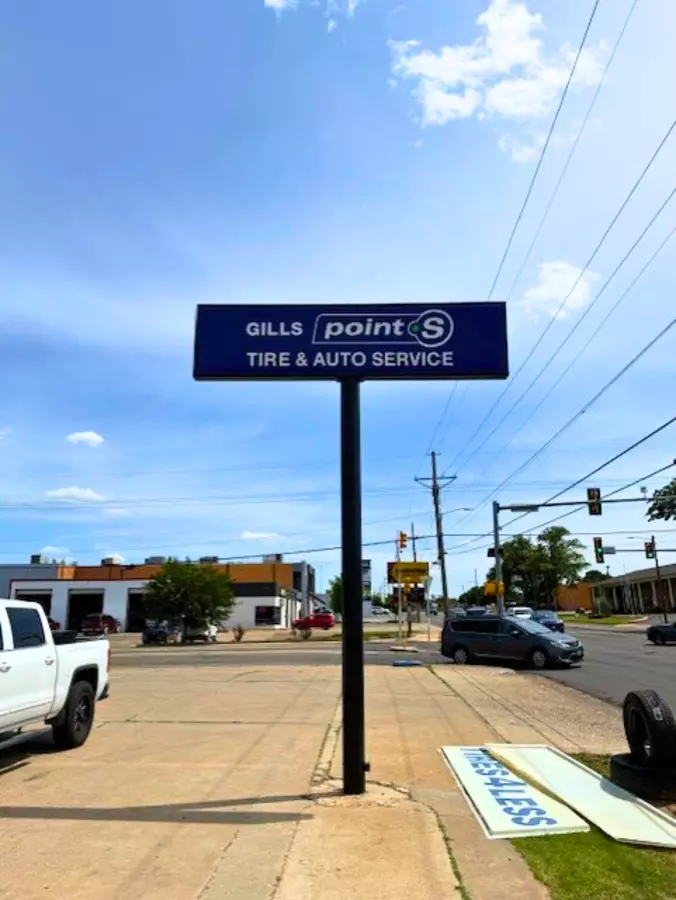 GILLS point S
TIRE & AUTO SERVICE
TIRES4LESS